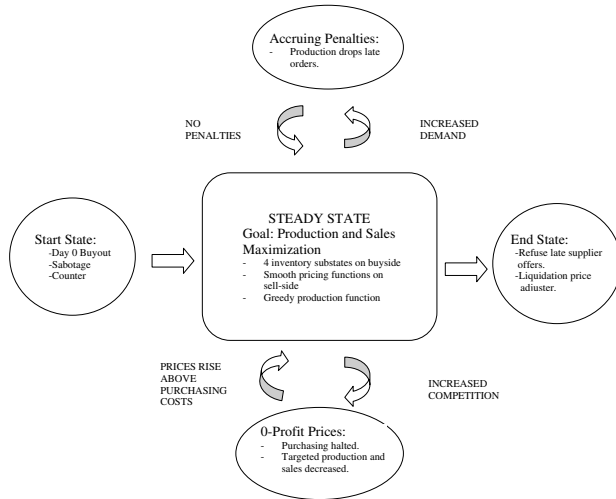 Accruing Penalties:
- Production drops late
orders.
NO
PENALTIES
INCREASED
DEMAND
Start State:
-Day 0 Buyout
-Sabotage
-Counter
STEADY STATE
Goal: Production and Sales
Maximization
- 4 inventory substates on
buyside
- Smooth pricing functions on
sell-side
- Greedy production function
End State:
-Refuse late supplier
offers.
-Liquidation price
adjuster.
PRICES RISE
ABOVE
PURCHASING
COSTS
INCREASED
COMPETITION
0-Profit Prices:
- Purchasing halted.
- Targeted production and
sales decreased.